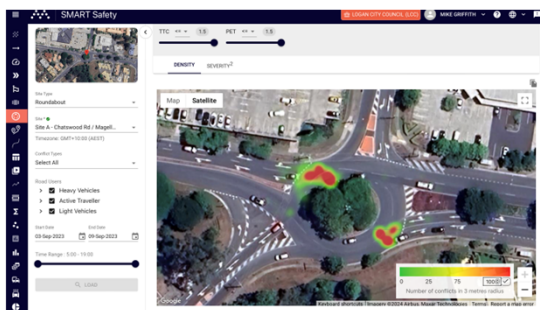 SMART Safety
LOGAN CITY COUNCIL (LCC)
MIKE GRIFFITH
TTC <= 1.5 PET <= 1.5
DENSITY SEVERITY²
Site Type
Roundabout
Site *
Site A - Chatswood Rd / Magell...
Timezone: GMT+10:00 (AEST)
Conflict Types
Select All
Road Users
Heavy Vehicles
Active Traveller
Light Vehicles
Start Date End Date
03-Sep-2023 09-Sep-2023
Time Range : 5:00 - 19:00
LOAD
Map Satellite
0 25 75 100
Number of conflicts in 3 metres radius
Google
Keyboard shortcuts Imagery ©2024 Airbus, Maxar Technologies Terms Report a map error